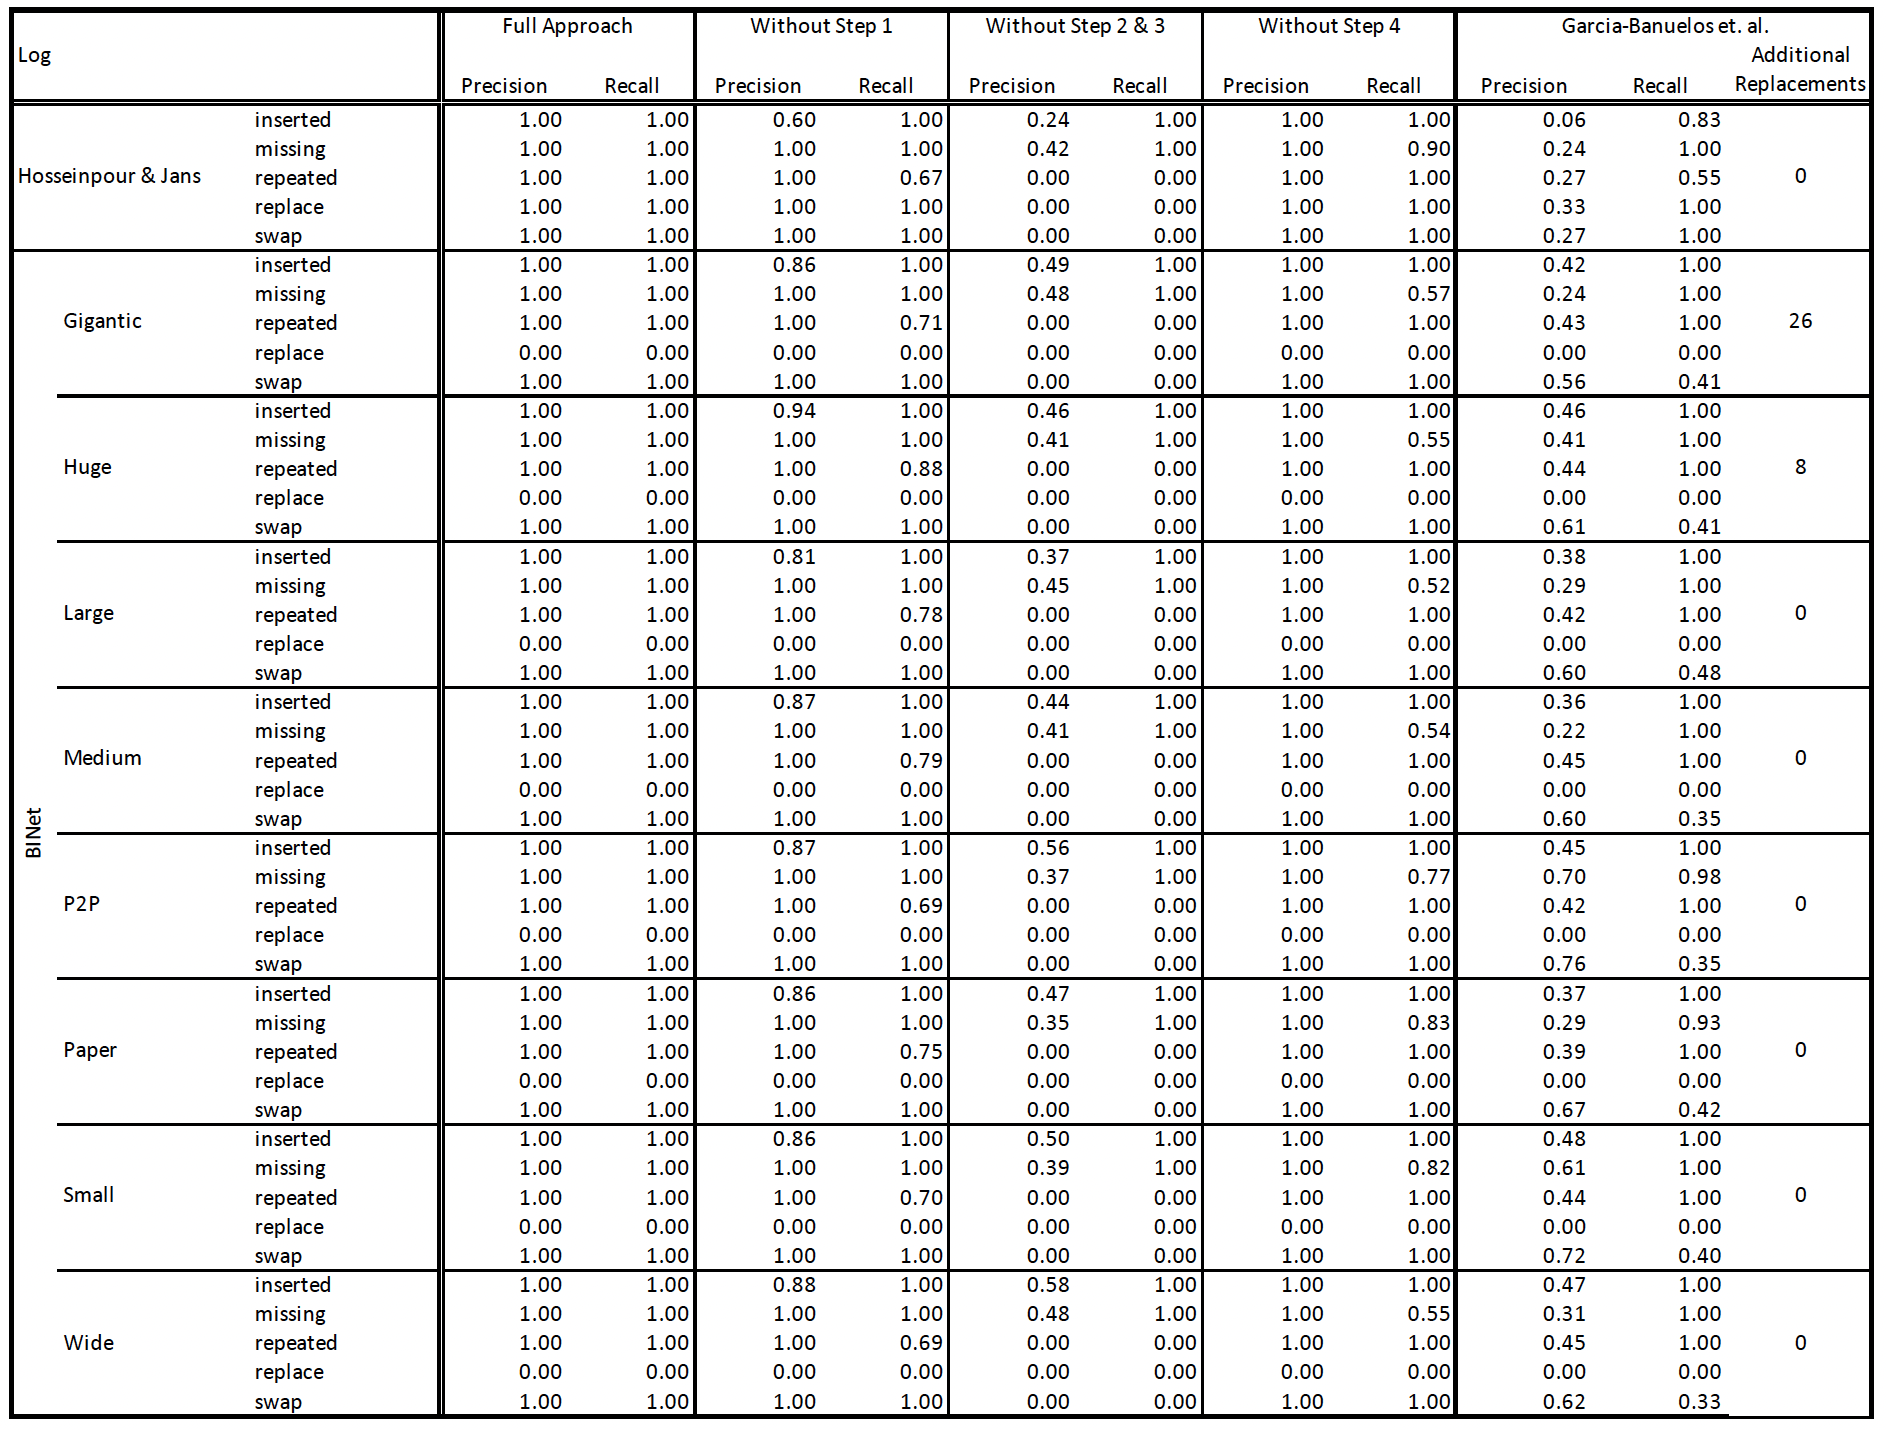 Log Full Approach Without Step 1 Without Step 2 & 3 Without Step 4 Garcia-Banuelos et. al.
Precision Recall Precision Recall Precision Recall Precision Recall Precision Recall Additional Replacements
Hosseinpour & Jans
inserted 1.00 1.00 0.60 1.00 0.24 1.00 1.00 1.00 0.06 0.83
missing 1.00 1.00 1.00 1.00 0.42 1.00 1.00 0.90 0.24 1.00
repeated 1.00 1.00 1.00 0.67 0.00 0.00 1.00 1.00 0.27 0.55 0
replace 1.00 1.00 1.00 1.00 0.00 0.00 1.00 1.00 0.33 1.00
swap 1.00 1.00 1.00 1.00 0.00 0.00 1.00 1.00 0.27 1.00
BINet
Gigantic
inserted 1.00 1.00 0.86 1.00 0.49 1.00 1.00 1.00 0.42 1.00
missing 1.00 1.00 1.00 1.00 0.48 1.00 1.00 0.57 0.24 1.00
repeated 1.00 1.00 1.00 0.71 0.00 0.00 1.00 1.00 0.43 1.00 26
replace 0.00 0.00 0.00 0.00 0.00 0.00 0.00 0.00 0.00 0.00
swap 1.00 1.00 1.00 1.00 0.00 0.00 1.00 1.00 0.56 0.41
Huge
inserted 1.00 1.00 0.94 1.00 0.46 1.00 1.00 1.00 0.46 1.00
missing 1.00 1.00 1.00 1.00 0.41 1.00 1.00 0.55 0.41 1.00
repeated 1.00 1.00 1.00 0.88 0.00 0.00 1.00 1.00 0.44 1.00 8
replace 0.00 0.00 0.00 0.00 0.00 0.00 0.00 0.00 0.00 0.00
swap 1.00 1.00 1.00 1.00 0.00 0.00 1.00 1.00 0.61 0.41
Large
inserted 1.00 1.00 0.81 1.00 0.37 1.00 1.00 1.00 0.38 1.00
missing 1.00 1.00 1.00 1.00 0.45 1.00 1.00 0.52 0.29 1.00
repeated 1.00 1.00 1.00 0.78 0.00 0.00 1.00 1.00 0.42 1.00 0
replace 0.00 0.00 0.00 0.00 0.00 0.00 0.00 0.00 0.00 0.00
swap 1.00 1.00 1.00 1.00 0.00 0.00 1.00 1.00 0.60 0.48
Medium
inserted 1.00 1.00 0.87 1.00 0.44 1.00 1.00 1.00 0.36 1.00
missing 1.00 1.00 1.00 1.00 0.41 1.00 1.00 0.54 0.22 1.00
repeated 1.00 1.00 1.00 0.79 0.00 0.00 1.00 1.00 0.45 1.00 0
replace 0.00 0.00 0.00 0.00 0.00 0.00 0.00 0.00 0.00 0.00
swap 1.00 1.00 1.00 1.00 0.00 0.00 1.00 1.00 0.60 0.35
P2P
inserted 1.00 1.00 0.87 1.00 0.56 1.00 1.00 1.00 0.45 1.00
missing 1.00 1.00 1.00 1.00 0.37 1.00 1.00 0.77 0.70 0.98
repeated 1.00 1.00 1.00 0.69 0.00 0.00 1.00 1.00 0.42 1.00 0
replace 0.00 0.00 0.00 0.00 0.00 0.00 0.00 0.00 0.00 0.00
swap 1.00 1.00 1.00 1.00 0.00 0.00 1.00 1.00 0.76 0.35
Paper
inserted 1.00 1.00 0.86 1.00 0.47 1.00 1.00 1.00 0.37 1.00
missing 1.00 1.00 1.00 1.00 0.35 1.00 1.00 0.83 0.29 0.93
repeated 1.00 1.00 1.00 0.75 0.00 0.00 1.00 1.00 0.39 1.00 0
replace 0.00 0.00 0.00 0.00 0.00 0.00 0.00 0.00 0.00 0.00
swap 1.00 1.00 1.00 1.00 0.00 0.00 1.00 1.00 0.67 0.42
Small
inserted 1.00 1.00 0.86 1.00 0.50 1.00 1.00 1.00 0.48 1.00
missing 1.00 1.00 1.00 1.00 0.39 1.00 1.00 0.82 0.61 1.00
repeated 1.00 1.00 1.00 0.70 0.00 0.00 1.00 1.00 0.44 1.00 0
replace 0.00 0.00 0.00 0.00 0.00 0.00 0.00 0.00 0.00 0.00
swap 1.00 1.00 1.00 1.00 0.00 0.00 1.00 1.00 0.72 0.40
Wide
inserted 1.00 1.00 0.88 1.00 0.58 1.00 1.00 1.00 0.47 1.00
missing 1.00 1.00 1.00 1.00 0.48 1.00 1.00 0.55 0.31 1.00
repeated 1.00 1.00 1.00 0.69 0.00 0.00 1.00 1.00 0.45 1.00 0
replace 0.00 0.00 0.00 0.00 0.00 0.00 0.00 0.00 0.00 0.00
swap 1.00 1.00 1.00 1.00 0.00 0.00 1.00 1.00 0.62 0.33